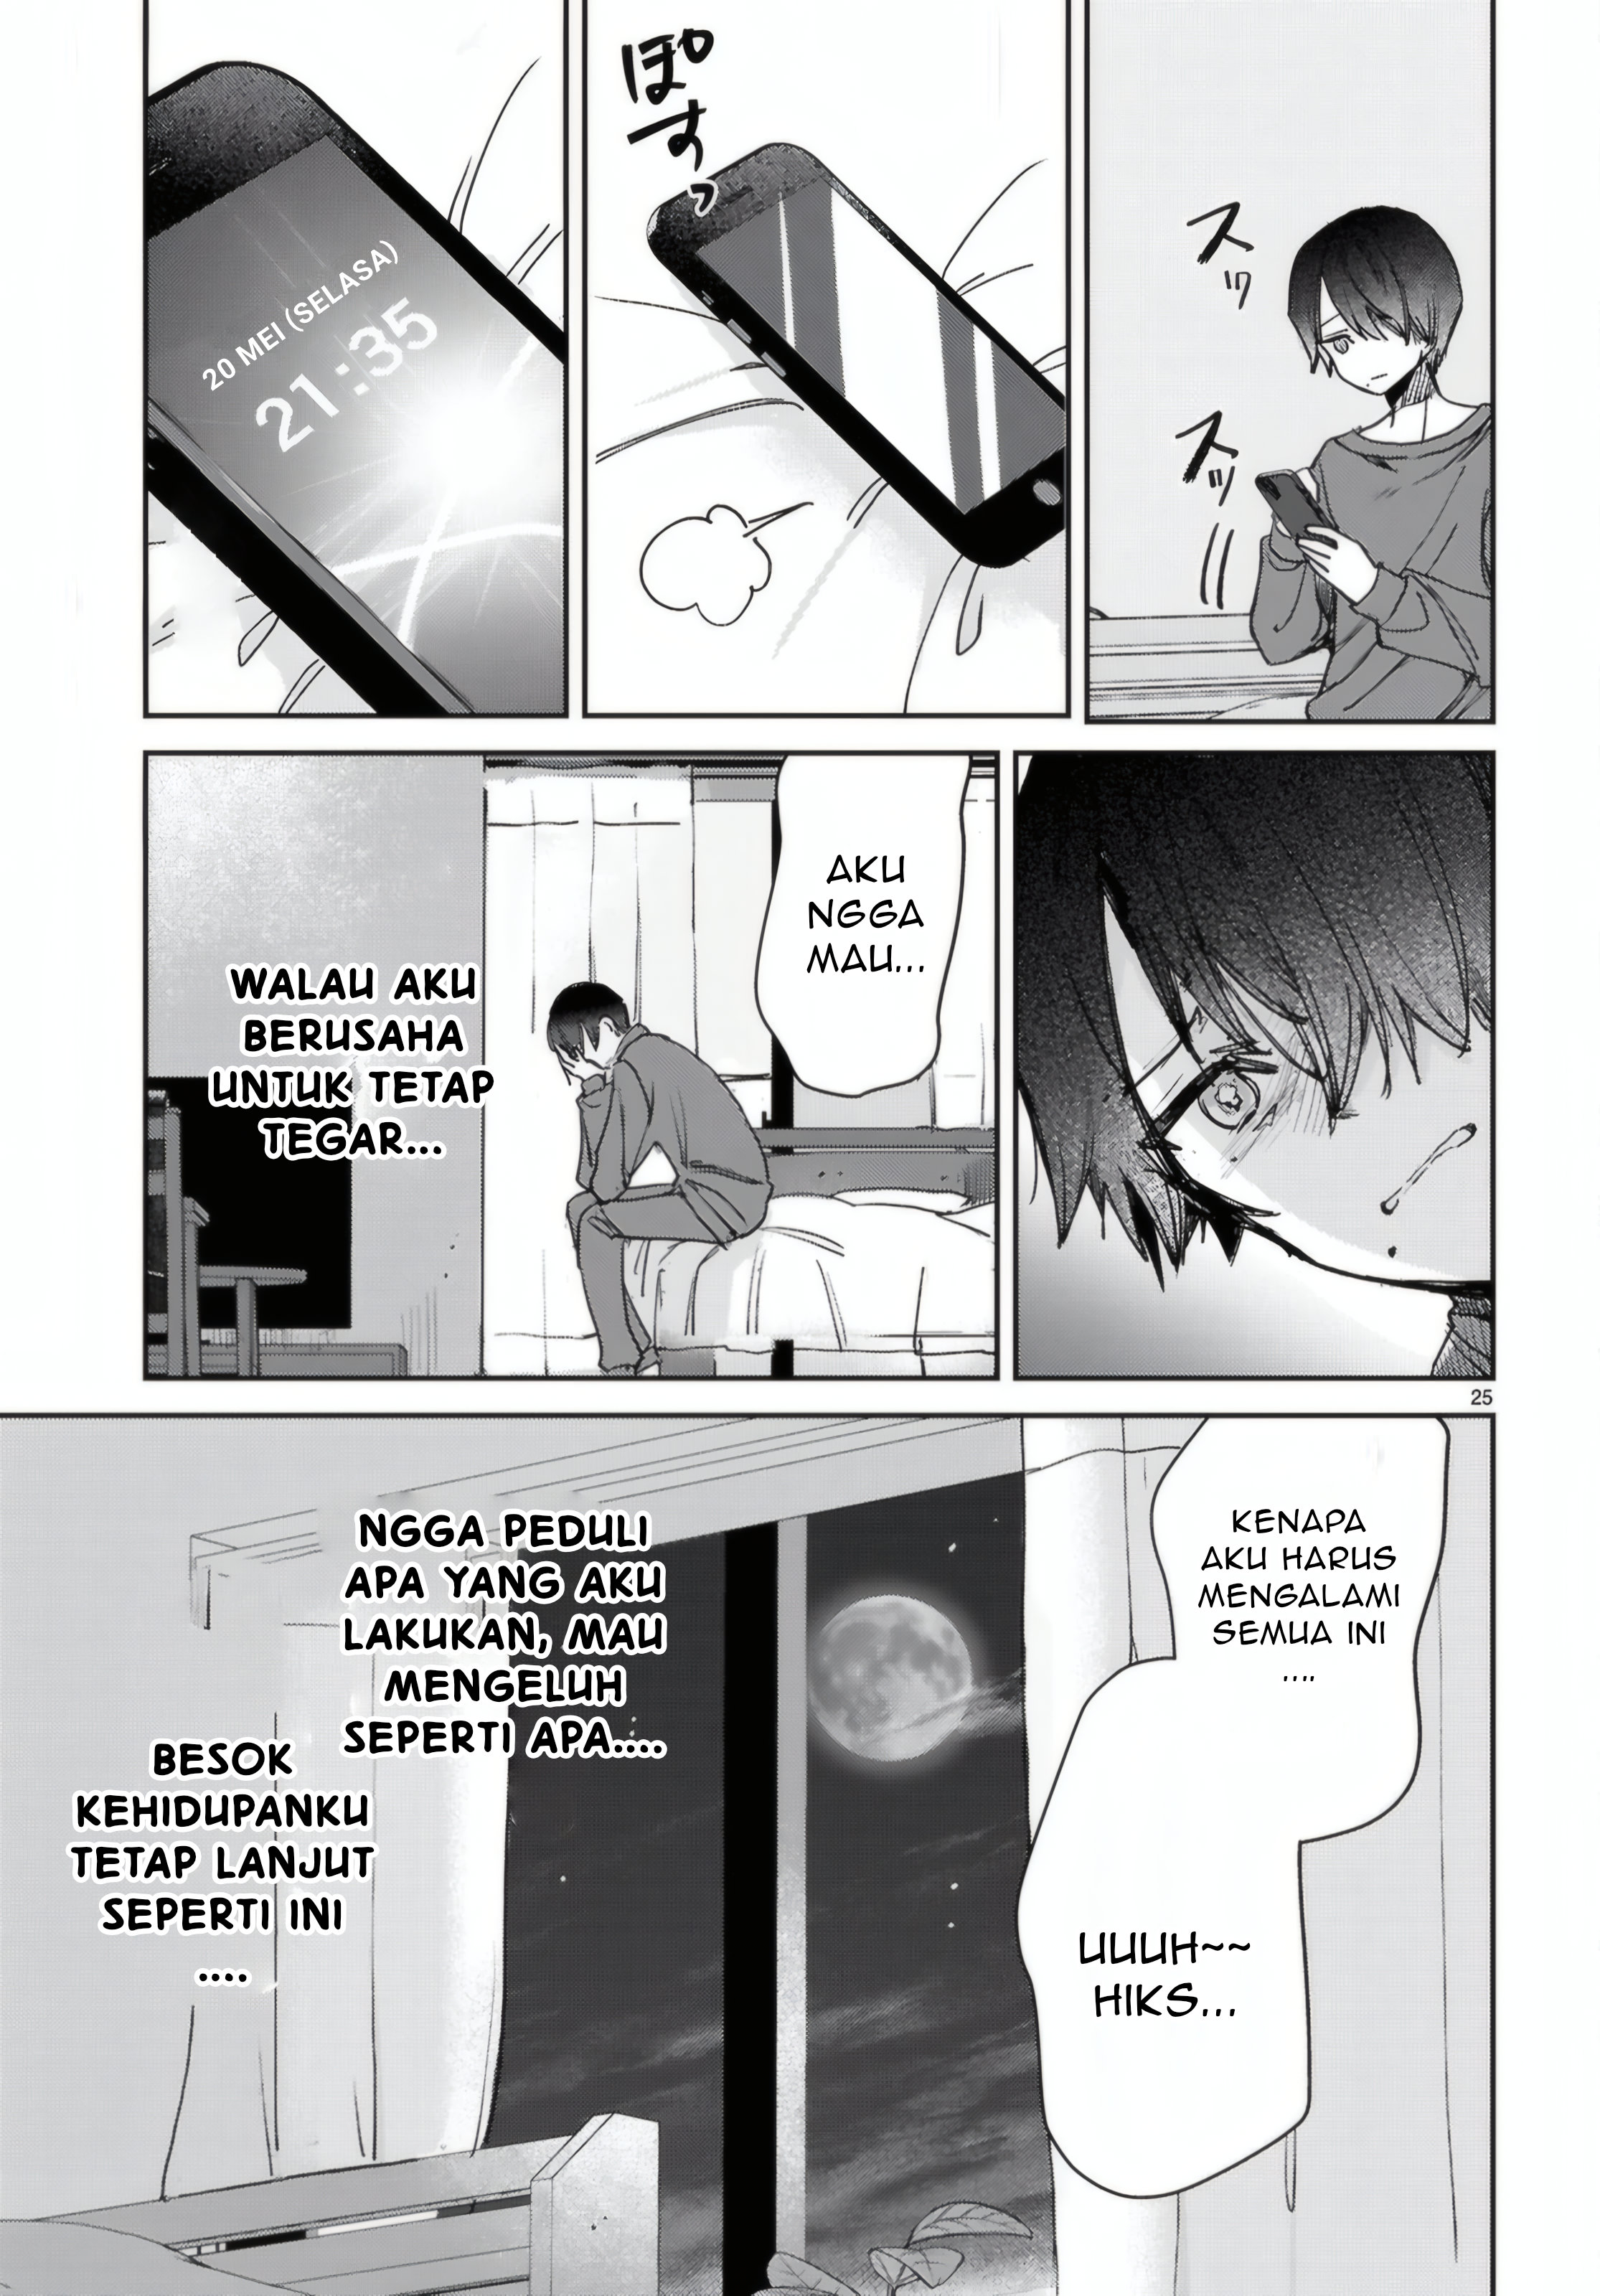 スッ
スッ
ぽすっ
20 MEI (SELASA)
21:35
AKU
NGGA
MAU...
WALAU AKU
BERUSAHA
UNTUK TETAP
TEGAR...
25
KENAPA
AKU HARUS
MENGALAMI
SEMUA INI
....
UUUH~~
HIKS...
NGGA PEDULI
APA YANG AKU
LAKUKAN, MAU
MENGELUH
SEPERTI APA....
BESOK
KEHIDUPANKU
TETAP LANJUT
SEPERTI INI
....